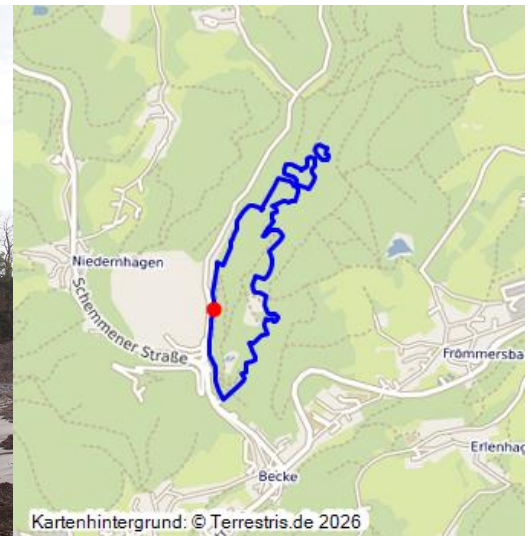 Niedernhagen
Schemmener Straße
Frömmersba
Erlenhag
Becke
Kartenhintergrund: © Terrestris.de 2026